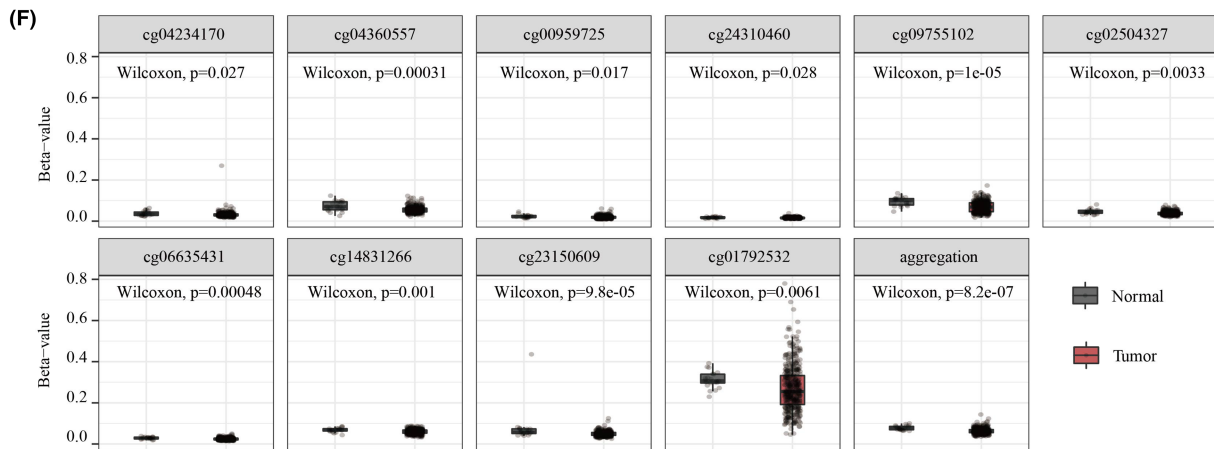 (F)
cg04234170 cg04360557 cg00959725 cg24310460 cg09755102 cg02504327
Wilcoxon, p=0.027 Wilcoxon, p=0.00031 Wilcoxon, p=0.017 Wilcoxon, p=0.028 Wilcoxon, p=1e-05 Wilcoxon, p=0.0033
0.8
0.6
0.4
0.2
0.0
Beta−value
cg06635431 cg14831266 cg23150609 cg01792532 aggregation
Wilcoxon, p=0.00048 Wilcoxon, p=0.001 Wilcoxon, p=9.8e-05 Wilcoxon, p=0.0061 Wilcoxon, p=8.2e-07
0.8
0.6
0.4
0.2
0.0
Beta−value
Normal
Tumor